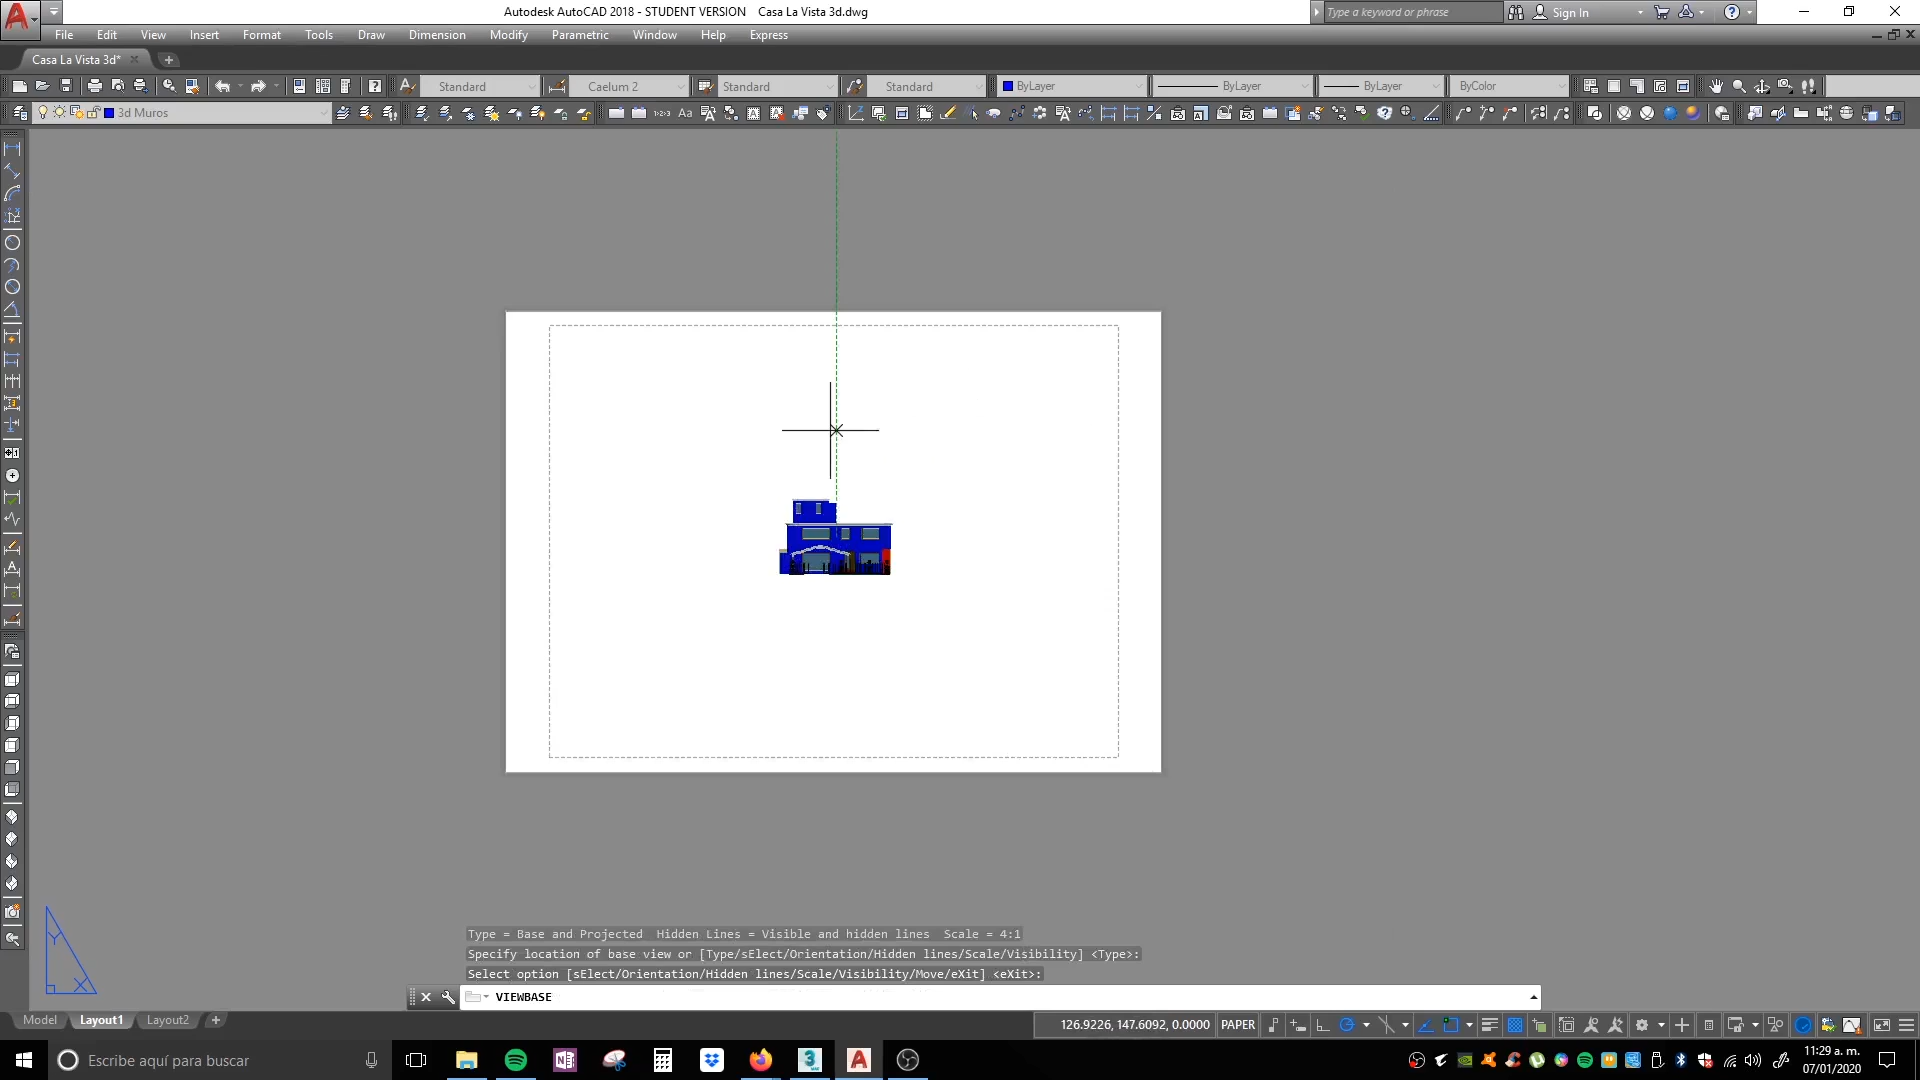 Autodesk AutoCAD 2018 - STUDENT VERSION Casa La Vista 3d.dwg
Type a keyword or phrase
Sign In
File Edit View Insert Format Tools Draw Dimension Modify Parametric Window Help Express
Casa La Vista 3d*
Standard
Caelum 2
Standard
Standard
ByLayer
ByLayer
ByLayer
ByColor
3d Muros
Type = Base and Projected Hidden Lines = Visible and hidden lines Scale = 4:1
Specify location of base view or [Type/sElect/Orientation/Hidden lines/Scale/Visibility] <Type>:
Select option [sElect/Orientation/Hidden lines/Scale/Visibility/Move/eXit] <eXit>:
VIEWBASE
Y
X
Model Layout1 Layout2
126.9226, 147.6092, 0.0000 PAPER
Escribe aquí para buscar
11:29 a. m.
07/01/2020